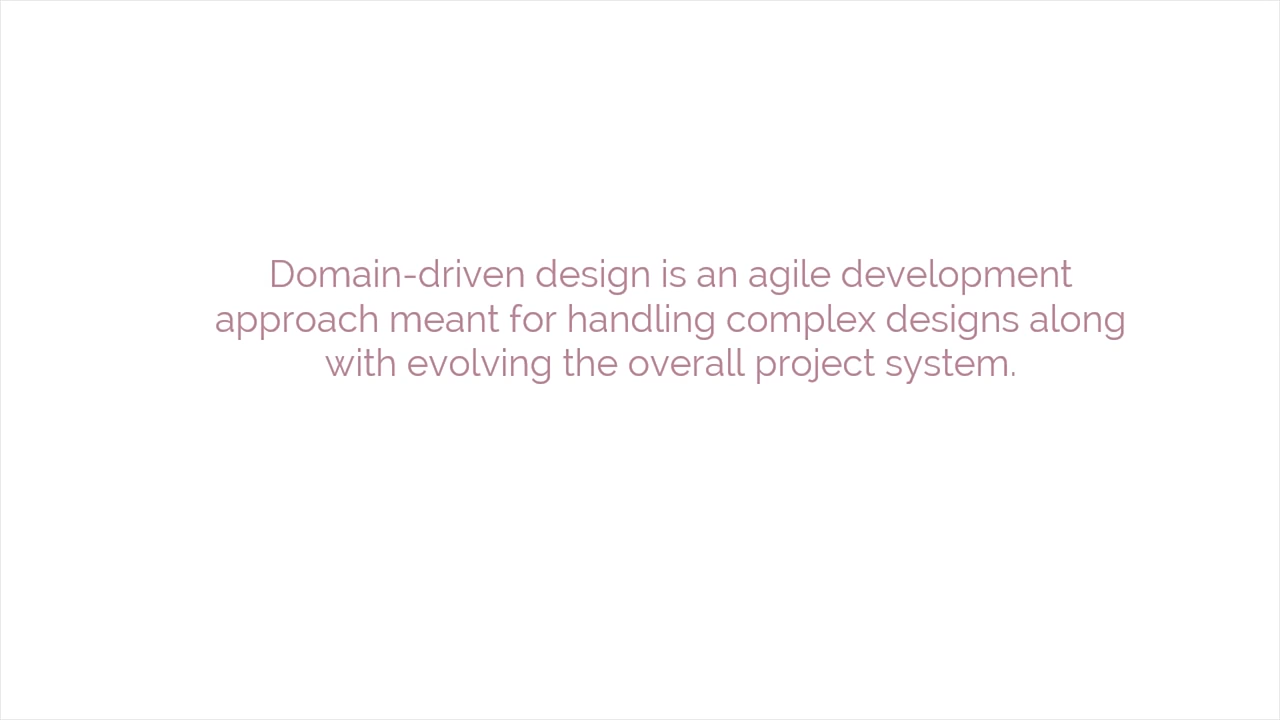 Domain-driven design is an agile development
approach meant for handling complex designs along
with evolving the overall project system.